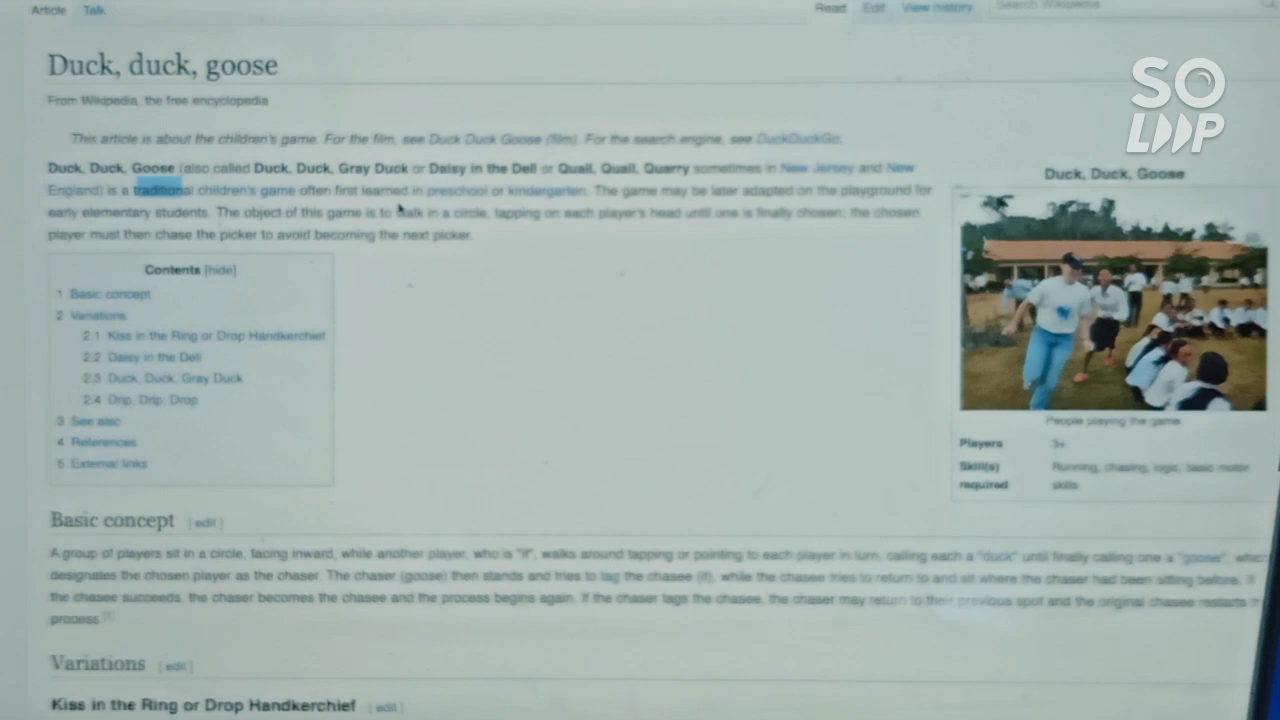 Article Talk Read Edit View history Search Wikipedia
SO
LOOP
Duck, duck, goose
From Wikipedia, the free encyclopedia
This article is about the children's game. For the film, see Duck Duck Goose (film). For the search engine, see DuckDuckGo.
Duck, Duck, Goose (also called Duck, Duck, Gray Duck or Daisy in the Dell or Quail, Quail, Quarry sometimes in New Jersey and New
England) is a traditional children's game often first learned in preschool or kindergarten. The game may be later adapted on the playground for
early elementary students. The object of this game is to walk in a circle, tapping on each player's head until one is finally chosen; the chosen
player must then chase the picker to avoid becoming the next picker.
Duck, Duck, Goose
People playing the game
Players 3+
Skill(s) required Running, chasing, logic, basic motor skills
Contents [hide]
1 Basic concept
2 Variations
2.1 Kiss in the Ring or Drop Handkerchief
2.2 Daisy in the Dell
2.3 Duck, Duck, Gray Duck
2.4 Drip, Drip, Drop
3 See also
4 References
5 External links
Basic concept [edit]
A group of players sit in a circle, facing inward, while another player, who is "it", walks around tapping or pointing to each player in turn, calling each a "duck" until finally calling one a "goose", whic
designates the chosen player as the chaser. The chaser (goose) then stands and tries to tag the chasee (it), while the chasee tries to return to and sit where the chaser had been sitting before. If
the chasee succeeds, the chaser becomes the chasee and the process begins again. If the chaser tags the chasee, the chaser may return to their previous spot and the original chasee restarts
process.[1]
Variations [edit]
Kiss in the Ring or Drop Handkerchief [edit]